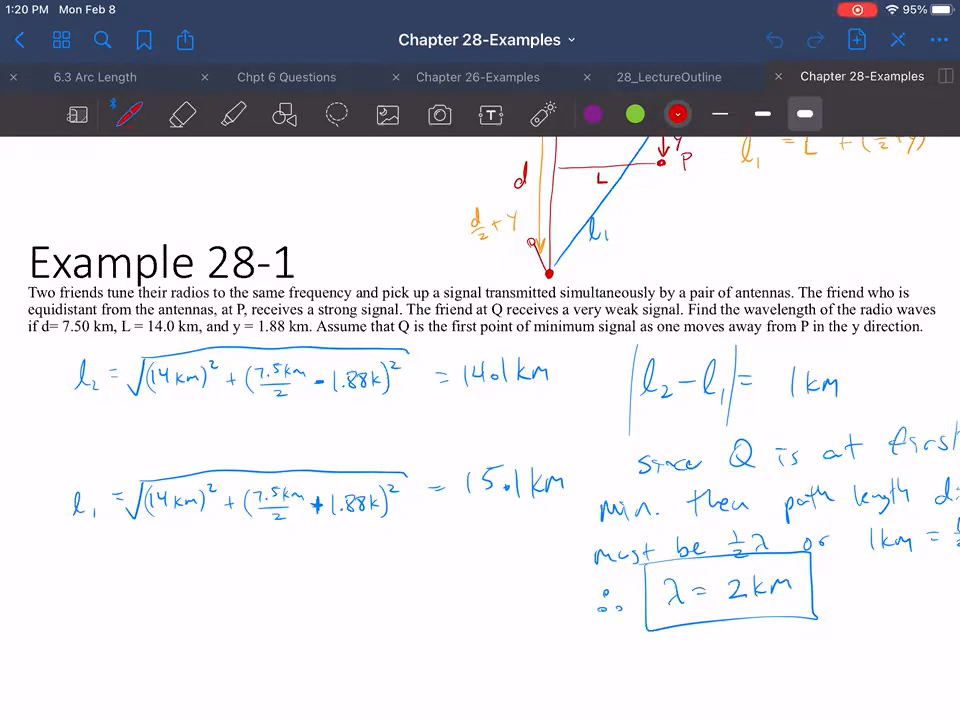 1:20 PM Mon Feb 8
95%
Chapter 28-Examples
6.3 Arc Length
Chpt 6 Questions
Chapter 26-Examples
28_LectureOutline
Chapter 28-Examples
T
y
P
d
L
l₁ = L + (d/2 + y)
d/2 + y
l₁
Example 28-1
Two friends tune their radios to the same frequency and pick up a signal transmitted simultaneously by a pair of antennas. The friend who is
equidistant from the antennas, at P, receives a strong signal. The friend at Q receives a very weak signal. Find the wavelength of the radio waves
if d= 7.50 km, L = 14.0 km, and y = 1.88 km. Assume that Q is the first point of minimum signal as one moves away from P in the y direction.
l₂ = √((14 km)² + (7.5km/2 - 1.88k)²) = 14.1 km
|l₂ - l₁| = 1 km
since Q is at first
l₁ = √((14 km)² + (7.5km/2 + 1.88k)²) = 15.1 km
min. then path length d
must be ½λ or 1km =
∴ λ = 2km